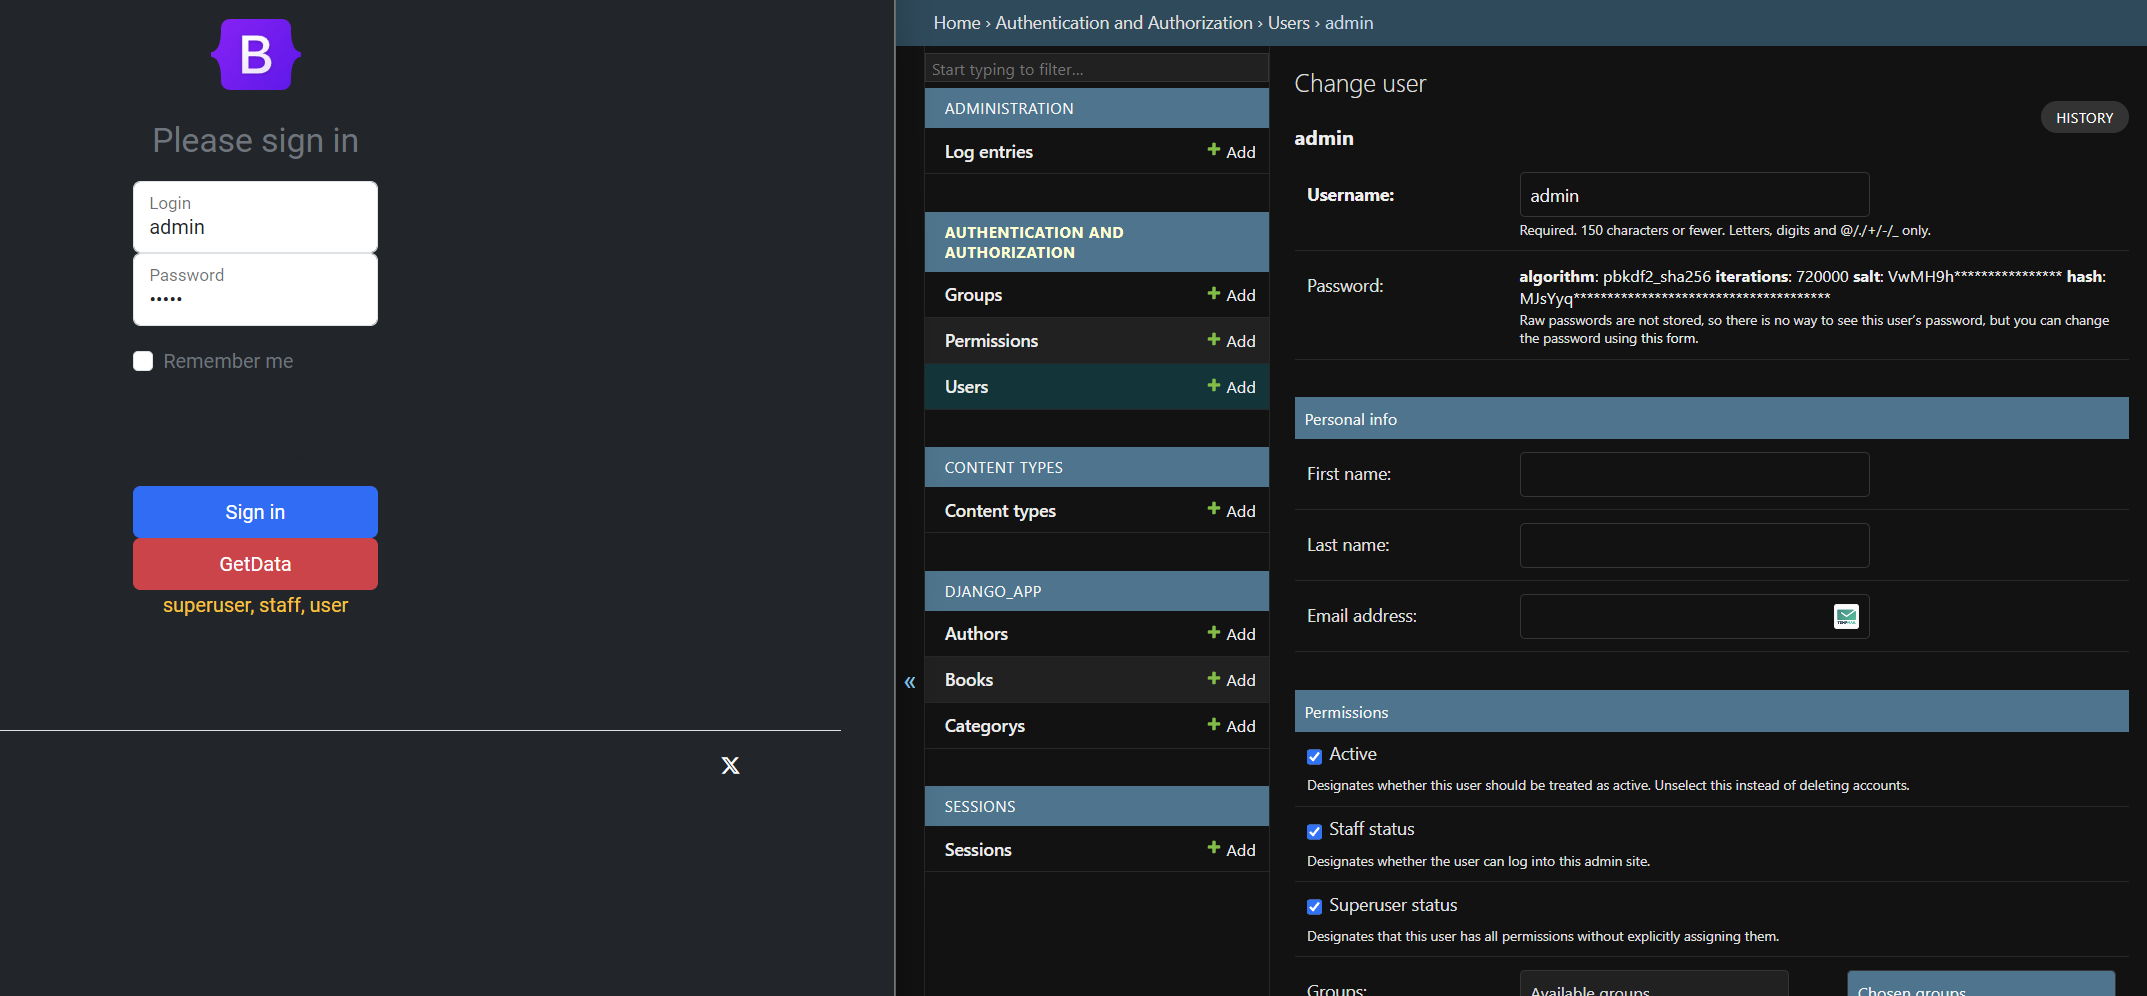 B
Please sign in
Login
admin
Password
•••••
Remember me
Sign in
GetData
superuser, staff, user
Home › Authentication and Authorization › Users › admin
Start typing to filter...
ADMINISTRATION
Log entries + Add
AUTHENTICATION AND
AUTHORIZATION
Groups + Add
Permissions + Add
Users + Add
CONTENT TYPES
Content types + Add
DJANGO_APP
Authors + Add
Books + Add
Categorys + Add
SESSIONS
Sessions + Add
«
Change user
HISTORY
admin
Username: admin
Required. 150 characters or fewer. Letters, digits and @/./+/-/_ only.
Password: algorithm: pbkdf2_sha256 iterations: 720000 salt: VwMH9h**************** hash:
MJsYyq**************************************
Raw passwords are not stored, so there is no way to see this user's password, but you can change
the password using this form.
Personal info
First name:
Last name:
Email address:
Permissions
Active
Designates whether this user should be treated as active. Unselect this instead of deleting accounts.
Staff status
Designates whether the user can log into this admin site.
Superuser status
Designates that this user has all permissions without explicitly assigning them.
Groups: Available groups Chosen groups